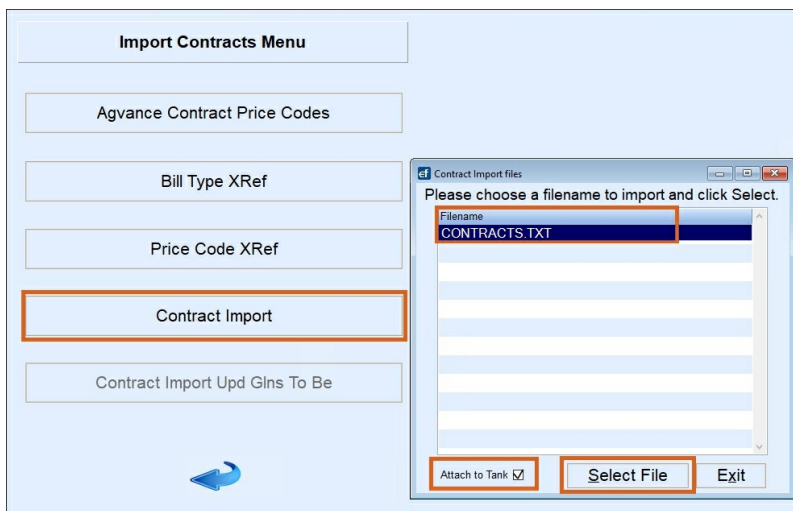 Import Contracts Menu
Agvance Contract Price Codes
Bill Type XRef
Price Code XRef
Contract Import
Contract Import Upd Glns To Be
ef Contract Import files
Please choose a filename to import and click Select.
Filename
CONTRACTS.TXT
Attach to Tank
Select File
Exit